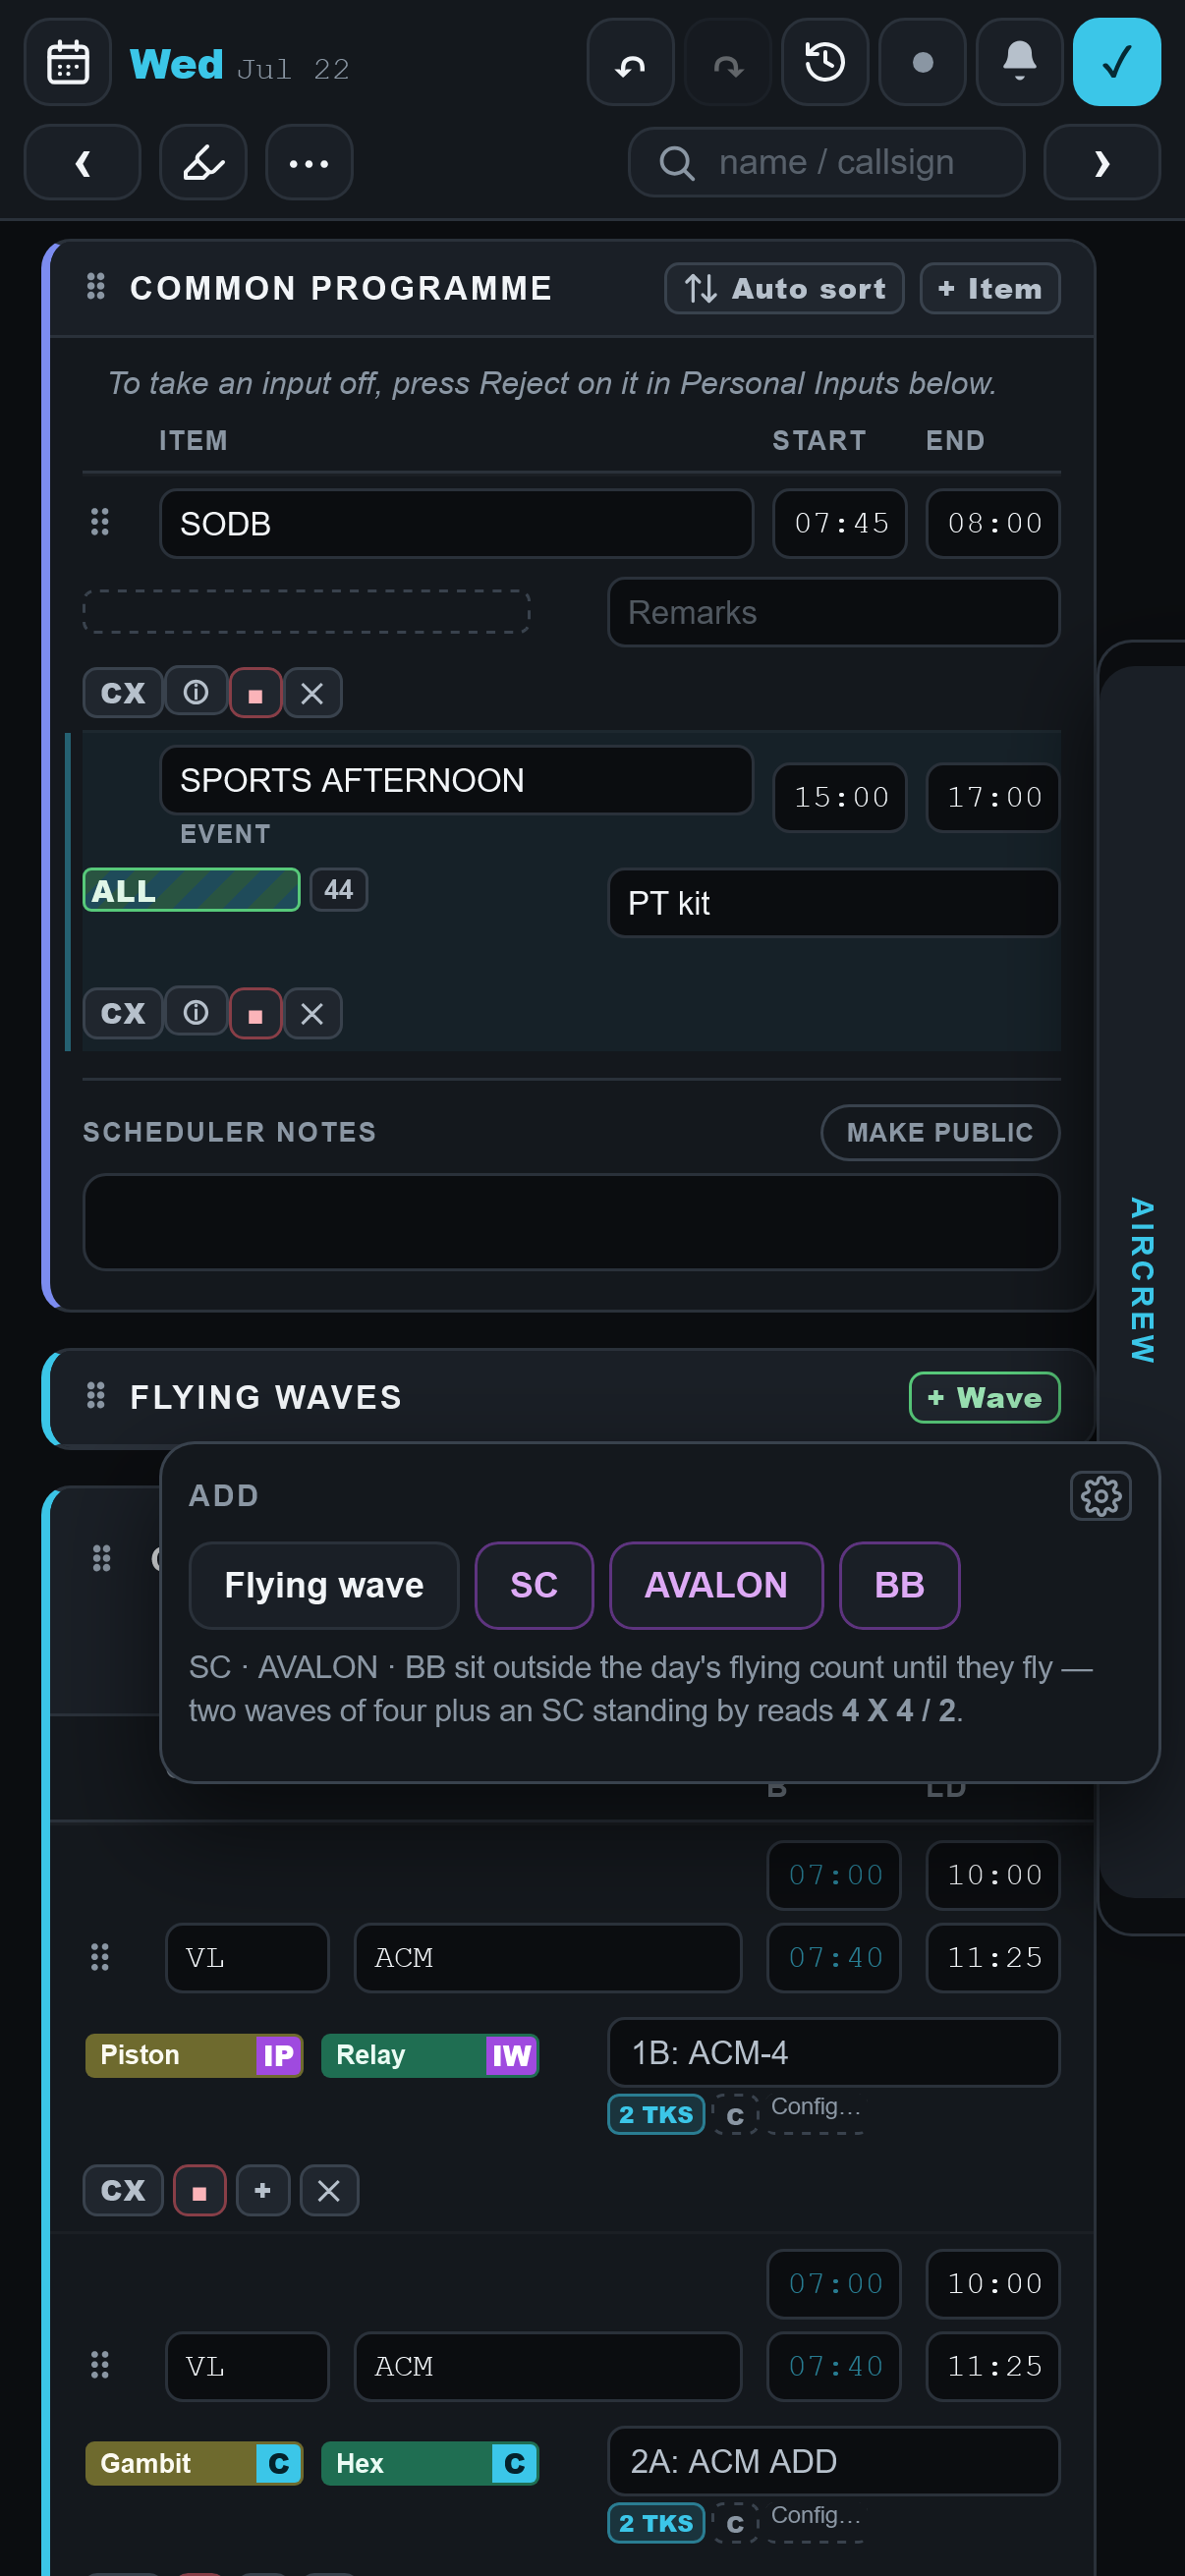 Wed Jul 22
name / callsign
COMMON PROGRAMME Auto sort + Item
To take an input off, press Reject on it in Personal Inputs below.
ITEM START END
SODB 07:45 08:00
Remarks
CX
SPORTS AFTERNOON 15:00 17:00
EVENT
ALL 44 PT kit
CX
SCHEDULER NOTES MAKE PUBLIC
AIRCREW
FLYING WAVES + Wave
ADD
Flying wave SC AVALON BB
SC · AVALON · BB sit outside the day's flying count until they fly —
two waves of four plus an SC standing by reads 4 X 4 / 2.
07:00 10:00
VL ACM 07:40 11:25
Piston IP Relay IW 1B: ACM-4
2 TKS C Config...
CX +
07:00 10:00
VL ACM 07:40 11:25
Gambit C Hex C 2A: ACM ADD
2 TKS C Config...